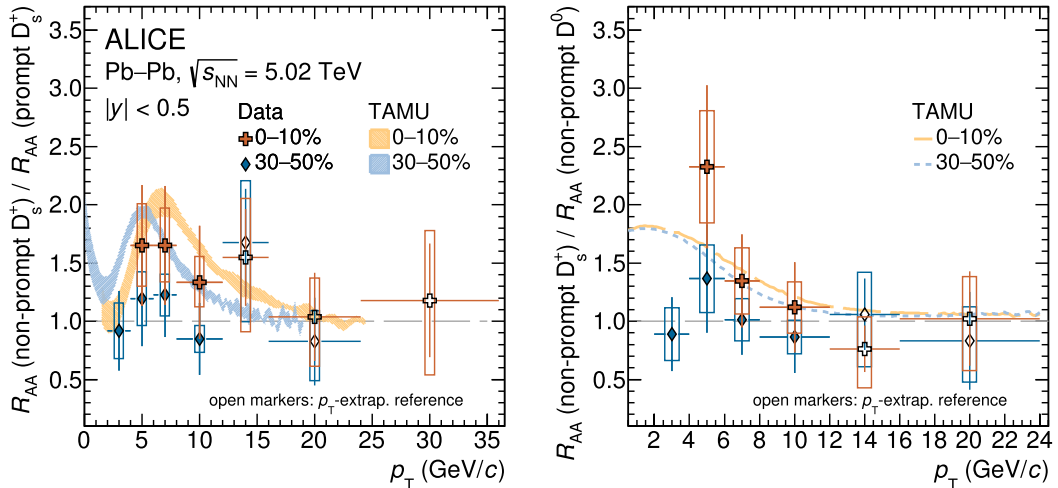 R_AA (non-prompt D_s^+) / R_AA (prompt D_s^+)
3.5
3.0
2.5
2.0
1.5
1.0
0.5
ALICE
Pb–Pb, √s_NN = 5.02 TeV
|y| < 0.5
Data TAMU
0–10% 0–10%
30–50% 30–50%
open markers: p_T-extrap. reference
0 5 10 15 20 25 30 35
p_T (GeV/c)
R_AA (non-prompt D_s^+) / R_AA (non-prompt D^0)
3.5
3.0
2.5
2.0
1.5
1.0
0.5
TAMU
0–10%
30–50%
open markers: p_T-extrap. reference
2 4 6 8 10 12 14 16 18 20 22 24
p_T (GeV/c)